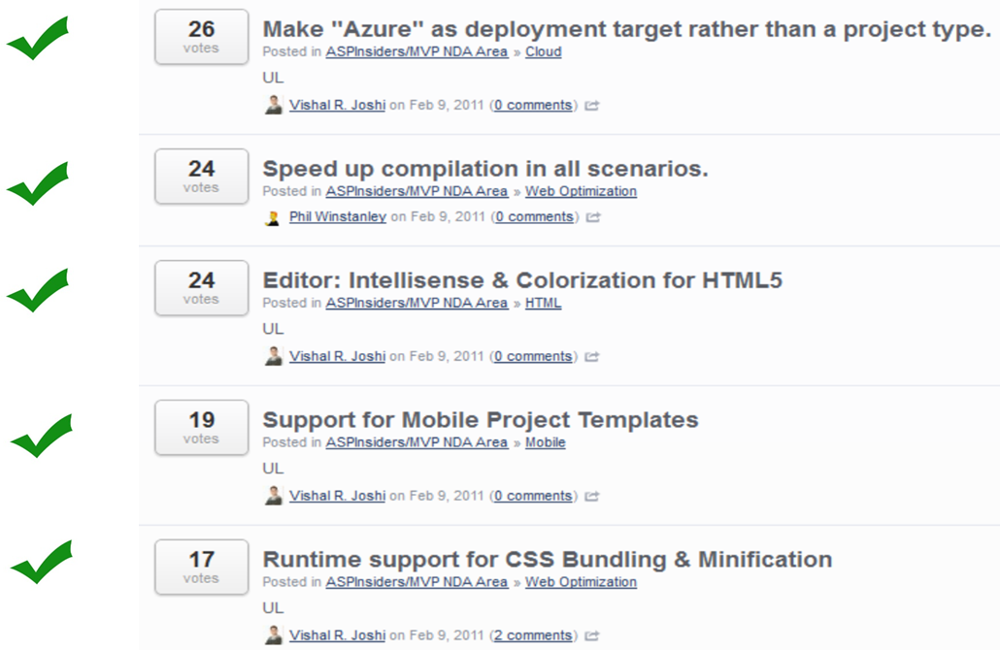 26
votes
Make "Azure" as deployment target rather than a project type.
Posted in ASPInsiders/MVP NDA Area » Cloud
UL
Vishal R. Joshi on Feb 9, 2011 (0 comments)
24
votes
Speed up compilation in all scenarios.
Posted in ASPInsiders/MVP NDA Area » Web Optimization
Phil Winstanley on Feb 9, 2011 (0 comments)
24
votes
Editor: Intellisense & Colorization for HTML5
Posted in ASPInsiders/MVP NDA Area » HTML
UL
Vishal R. Joshi on Feb 9, 2011 (0 comments)
19
votes
Support for Mobile Project Templates
Posted in ASPInsiders/MVP NDA Area » Mobile
UL
Vishal R. Joshi on Feb 9, 2011 (0 comments)
17
votes
Runtime support for CSS Bundling & Minification
Posted in ASPInsiders/MVP NDA Area » Web Optimization
UL
Vishal R. Joshi on Feb 9, 2011 (2 comments)